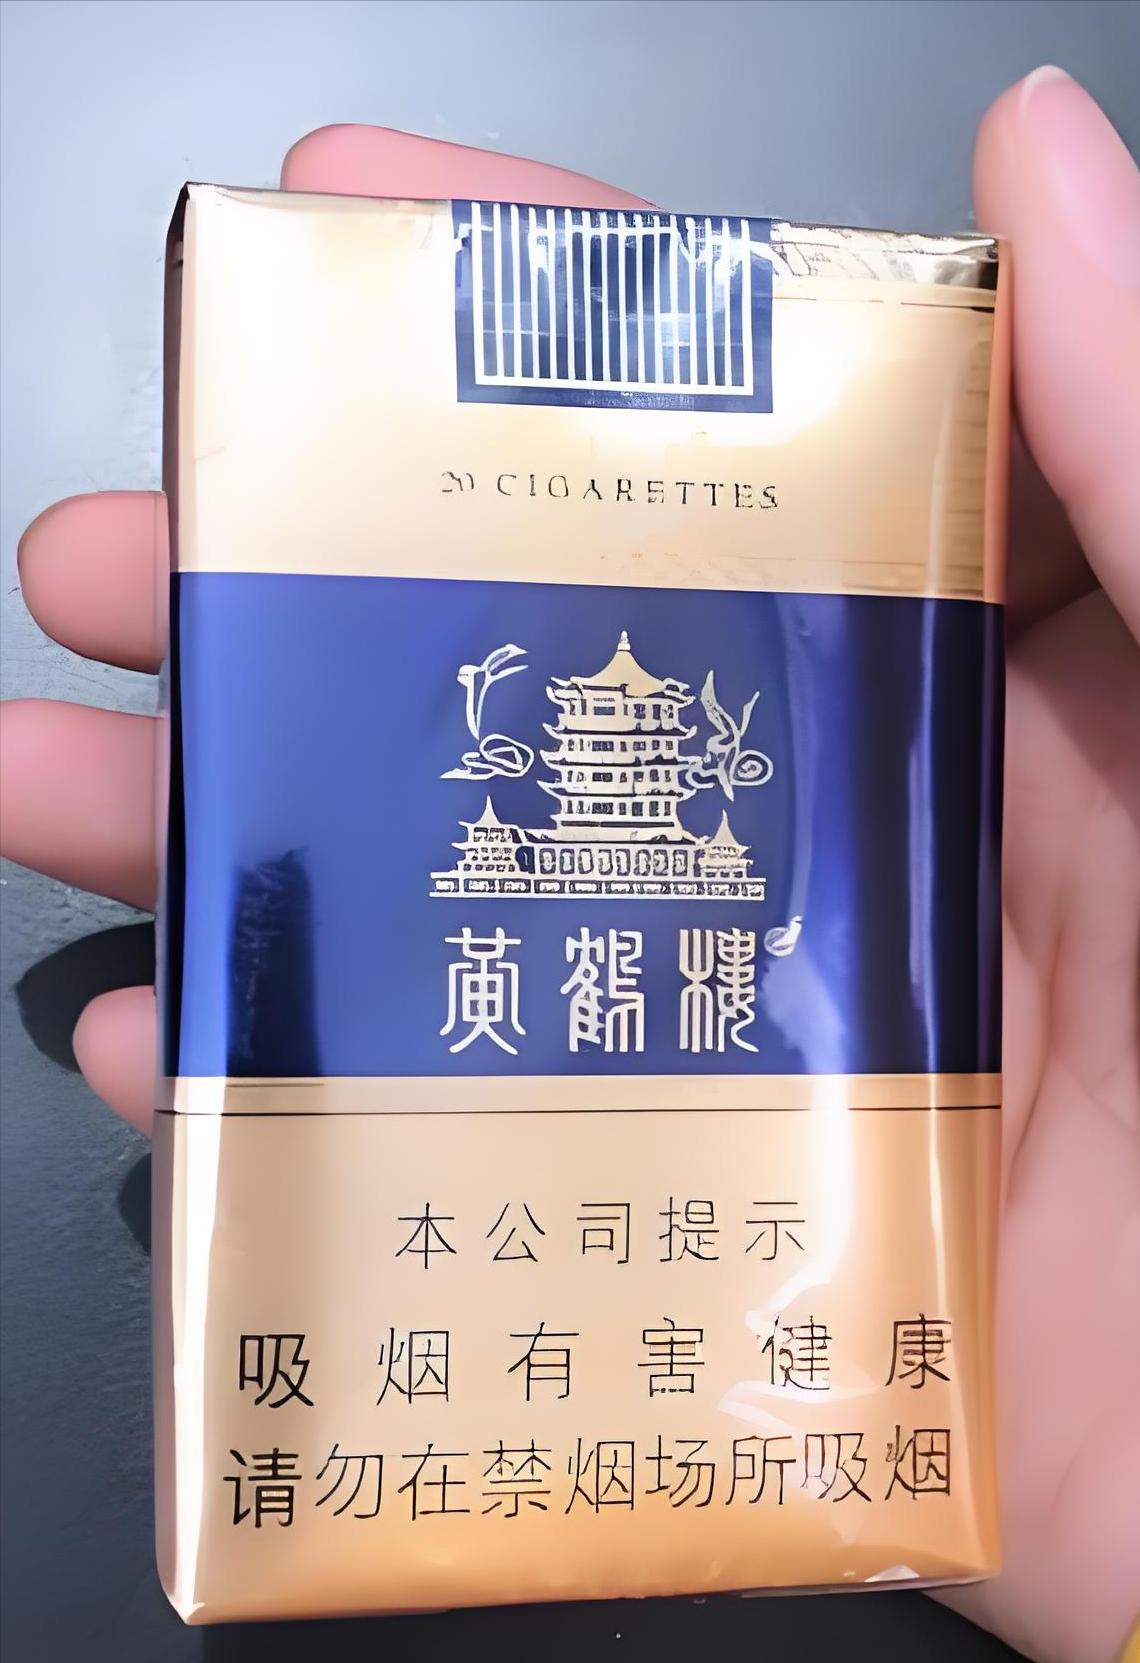 20 CIGARETTES
黄鹤楼
本公司提示
吸烟有害健康
请勿在禁烟场所吸烟